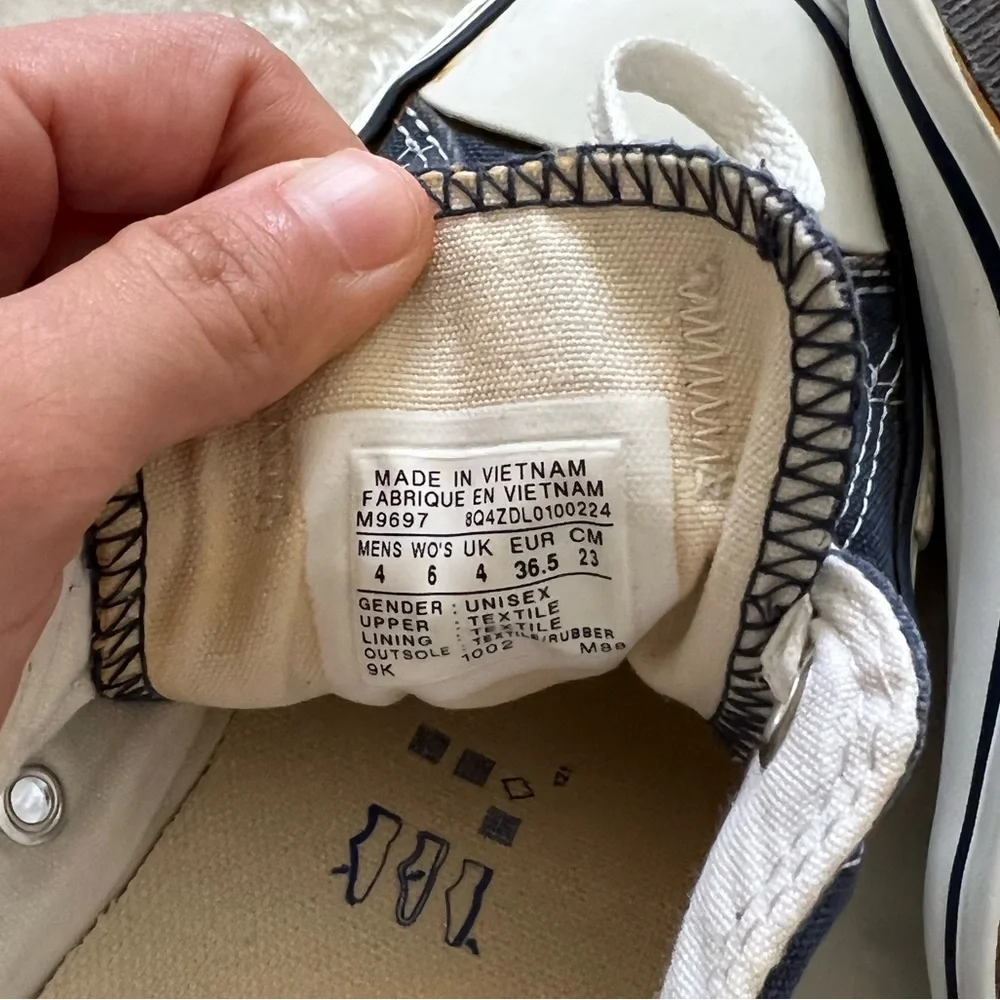 MADE IN VIETNAM
FABRIQUE EN VIETNAM
M9697 8Q4ZDL0100224
MENS WO'S UK EUR CM
4 6 4 36.5 23
GENDER : UNISEX
UPPER : TEXTILE
LINING : TEXTILE
OUTSOLE : TEXTILE/RUBBER
9K 1002